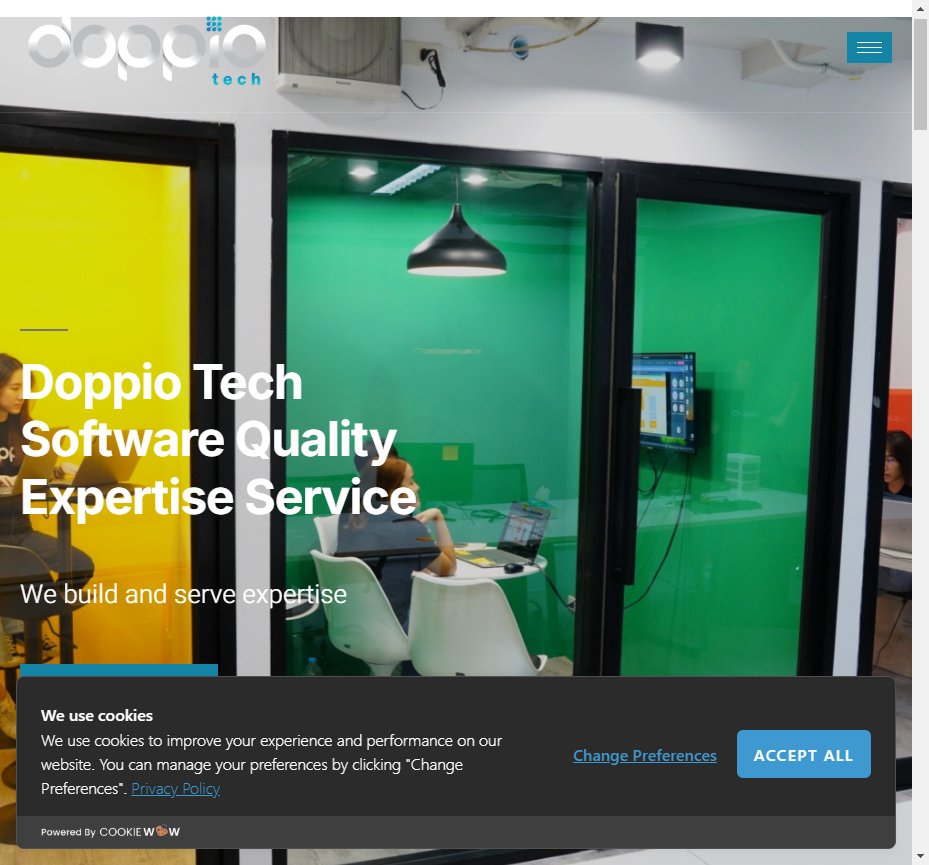 doppio
tech
Doppio Tech
Software Quality
Expertise Service
We build and serve expertise
We use cookies
We use cookies to improve your experience and performance on our
website. You can manage your preferences by clicking "Change
Preferences". Privacy Policy
Change Preferences
ACCEPT ALL
Powered By COOKIE WOW